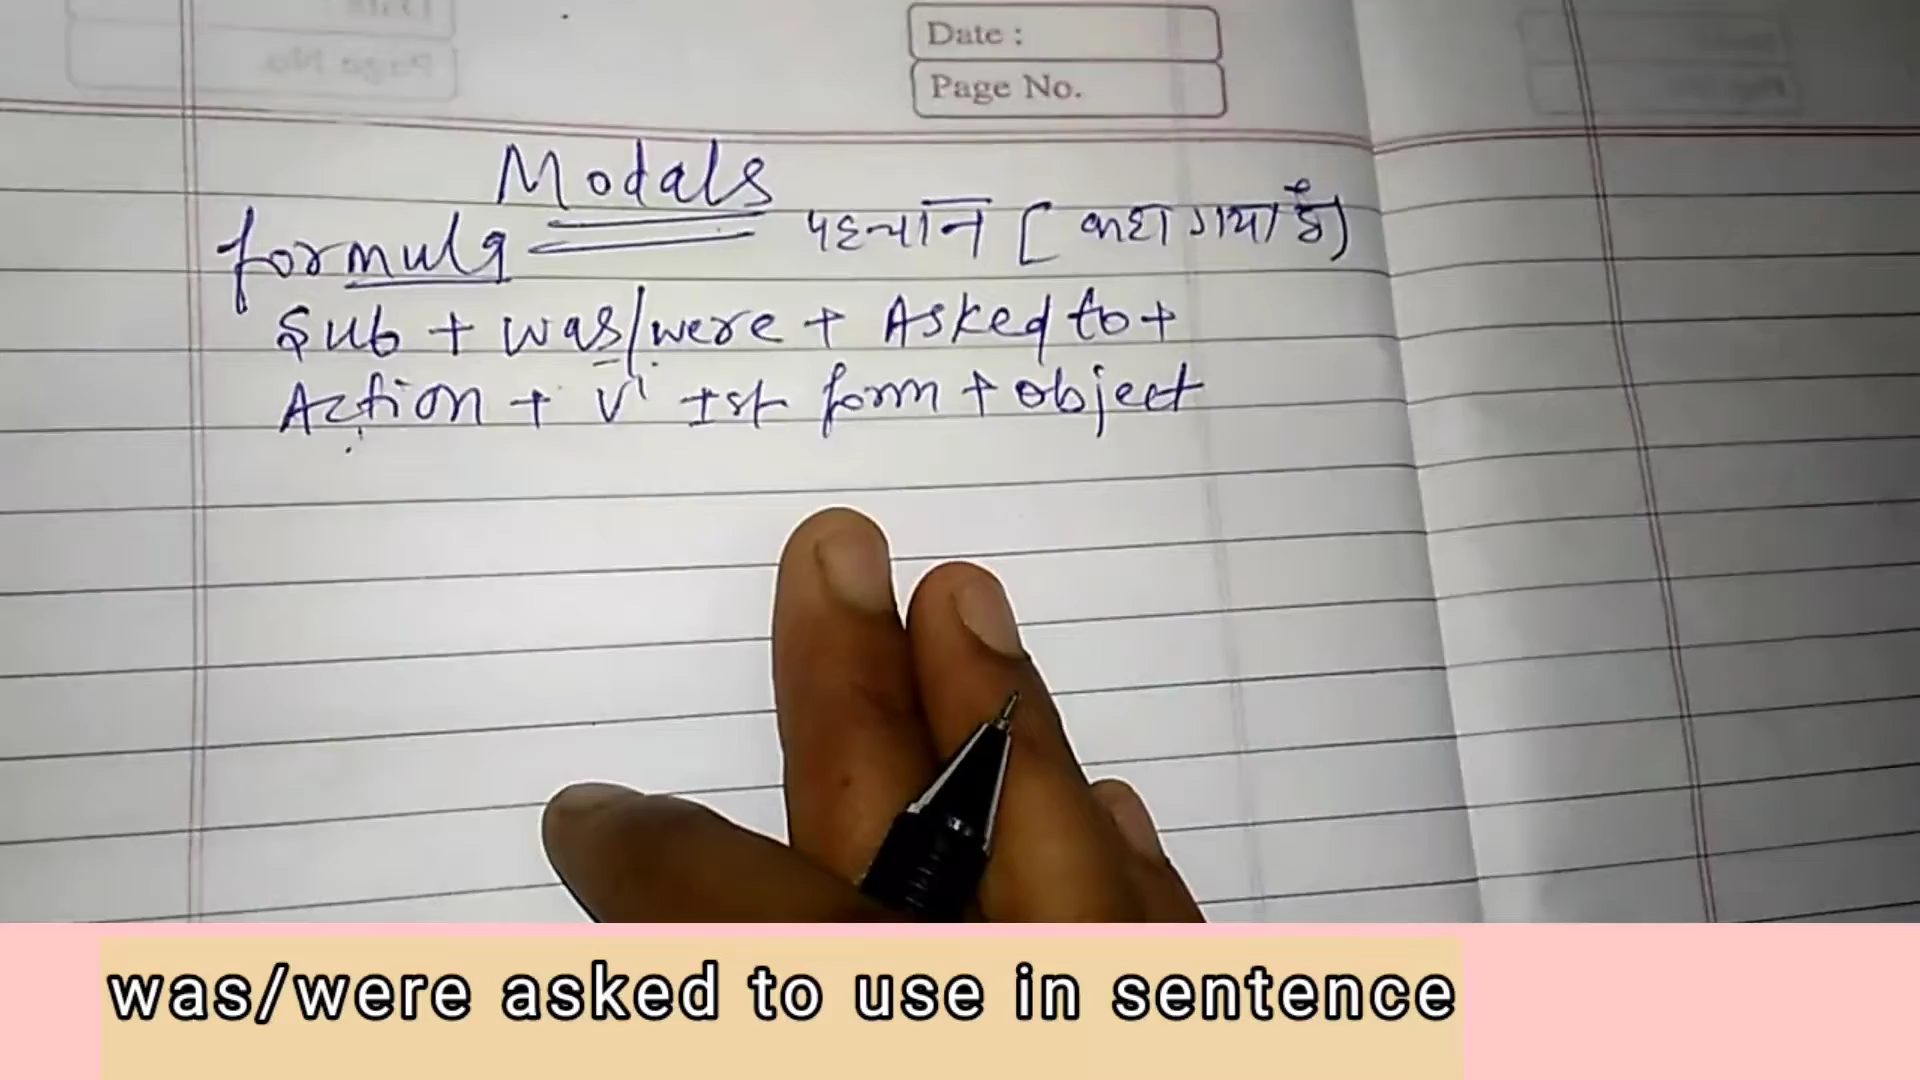 Date :
Page No.
Modals
formula पहचान [ कहा गया है)
Sub + was/were + Asked to +
Action + V¹ Ist form + object
was/were asked to use in sentence